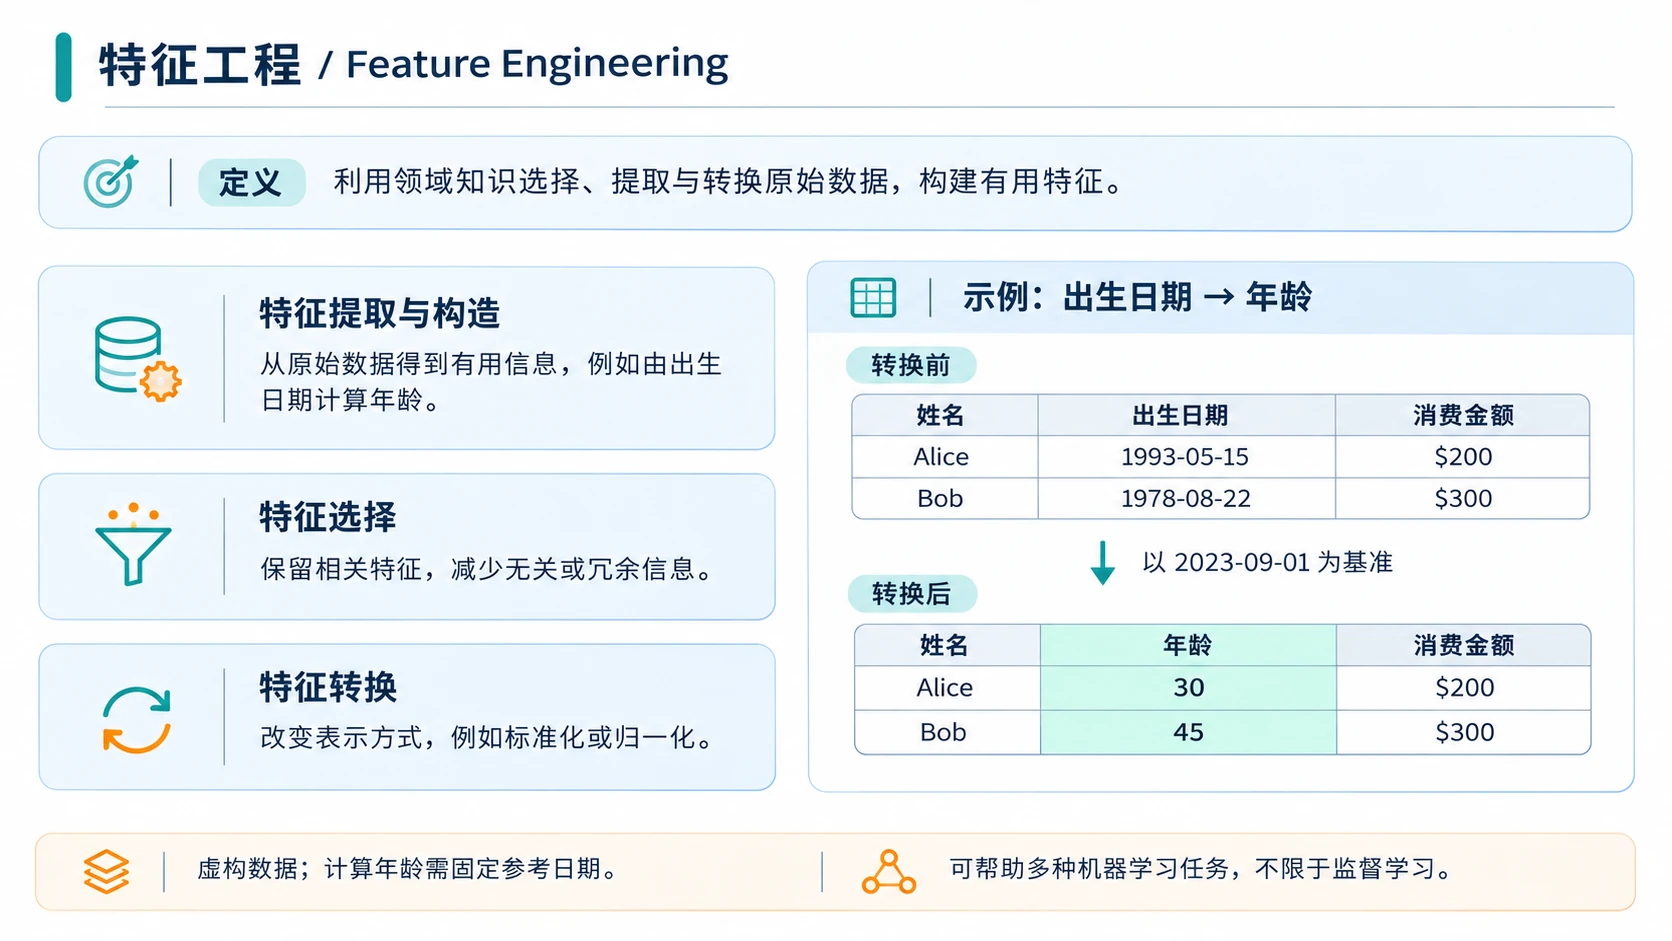 特征工程 / Feature Engineering
定义 利用领域知识选择、提取与转换原始数据，构建有用特征。
特征提取与构造
从原始数据得到有用信息，例如由出生
日期计算年龄。
特征选择
保留相关特征，减少无关或冗余信息。
特征转换
改变表示方式，例如标准化或归一化。
示例：出生日期 → 年龄
转换前
姓名 出生日期 消费金额
Alice 1993-05-15 $200
Bob 1978-08-22 $300
以 2023-09-01 为基准
转换后
姓名 年龄 消费金额
Alice 30 $200
Bob 45 $300
虚构数据；计算年龄需固定参考日期。
可帮助多种机器学习任务，不限于监督学习。